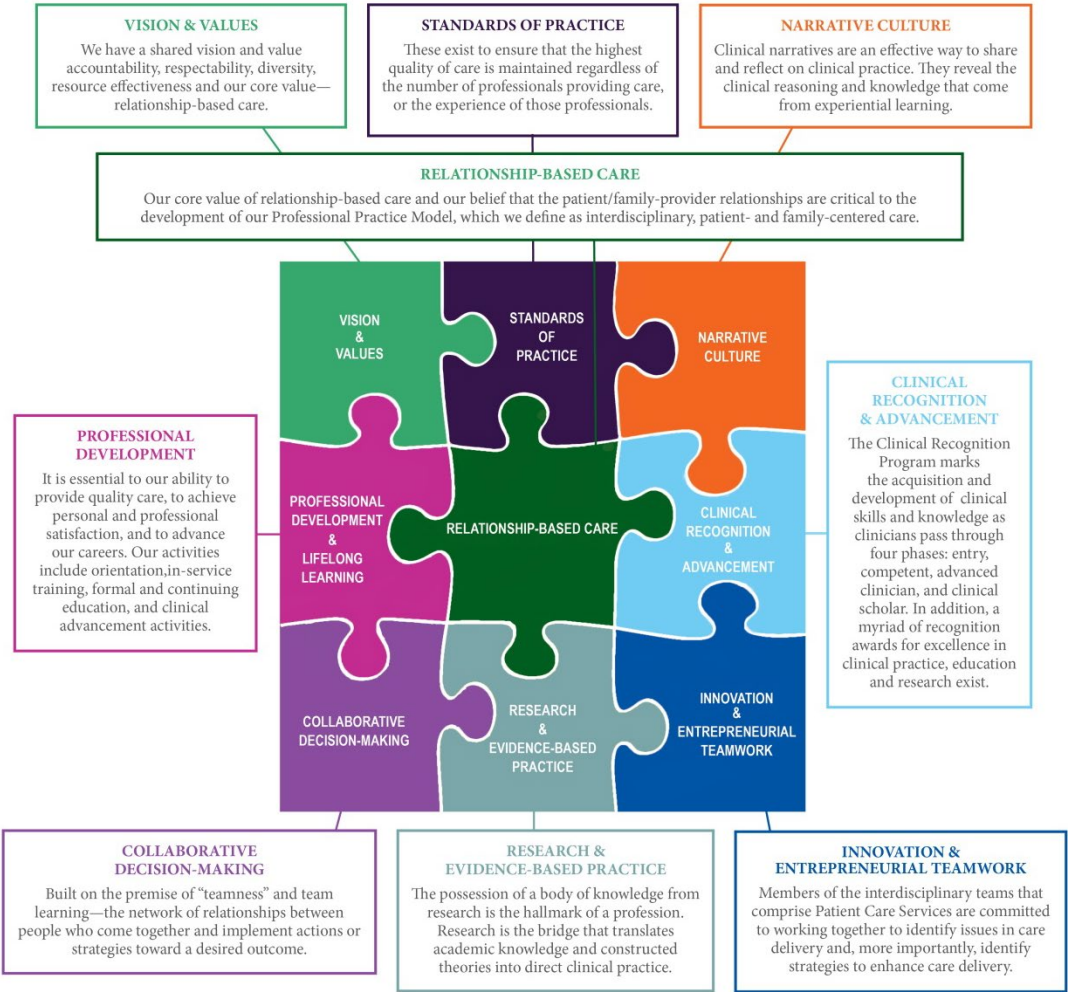 VISION & VALUES
We have a shared vision and value
accountability, respectability, diversity,
resource effectiveness and our core value—
relationship-based care.
STANDARDS OF PRACTICE
These exist to ensure that the highest
quality of care is maintained regardless of
the number of professionals providing care,
or the experience of those professionals.
NARRATIVE CULTURE
Clinical narratives are an effective way to share
and reflect on clinical practice. They reveal the
clinical reasoning and knowledge that come
from experiential learning.
RELATIONSHIP-BASED CARE
Our core value of relationship-based care and our belief that the patient/family-provider relationships are critical to the
development of our Professional Practice Model, which we define as interdisciplinary, patient- and family-centered care.
VISION
&
VALUES
STANDARDS
OF
PRACTICE
NARRATIVE
CULTURE
PROFESSIONAL
DEVELOPMENT
It is essential to our ability to
provide quality care, to achieve
personal and professional
satisfaction, and to advance
our careers. Our activities
include orientation,in-service
training, formal and continuing
education, and clinical
advancement activities.
PROFESSIONAL
DEVELOPMENT
&
LIFELONG
LEARNING
RELATIONSHIP-BASED CARE
CLINICAL
RECOGNITION
&
ADVANCEMENT
CLINICAL
RECOGNITION
& ADVANCEMENT
The Clinical Recognition
Program marks
the acquisition and
development of clinical
skills and knowledge as
clinicians pass through
four phases: entry,
competent, advanced
clinician, and clinical
scholar. In addition, a
myriad of recognition
awards for excellence in
clinical practice, education
and research exist.
COLLABORATIVE
DECISION-MAKING
RESEARCH
&
EVIDENCE-BASED
PRACTICE
INNOVATION
&
ENTREPRENEURIAL
TEAMWORK
COLLABORATIVE
DECISION-MAKING
Built on the premise of “teamness” and team
learning—the network of relationships between
people who come together and implement actions or
strategies toward a desired outcome.
RESEARCH &
EVIDENCE-BASED PRACTICE
The possession of a body of knowledge from
research is the hallmark of a profession.
Research is the bridge that translates
academic knowledge and constructed
theories into direct clinical practice.
INNOVATION &
ENTREPRENEURIAL TEAMWORK
Members of the interdisciplinary teams that
comprise Patient Care Services are committed
to working together to identify issues in care
delivery and, more importantly, identify
strategies to enhance care delivery.